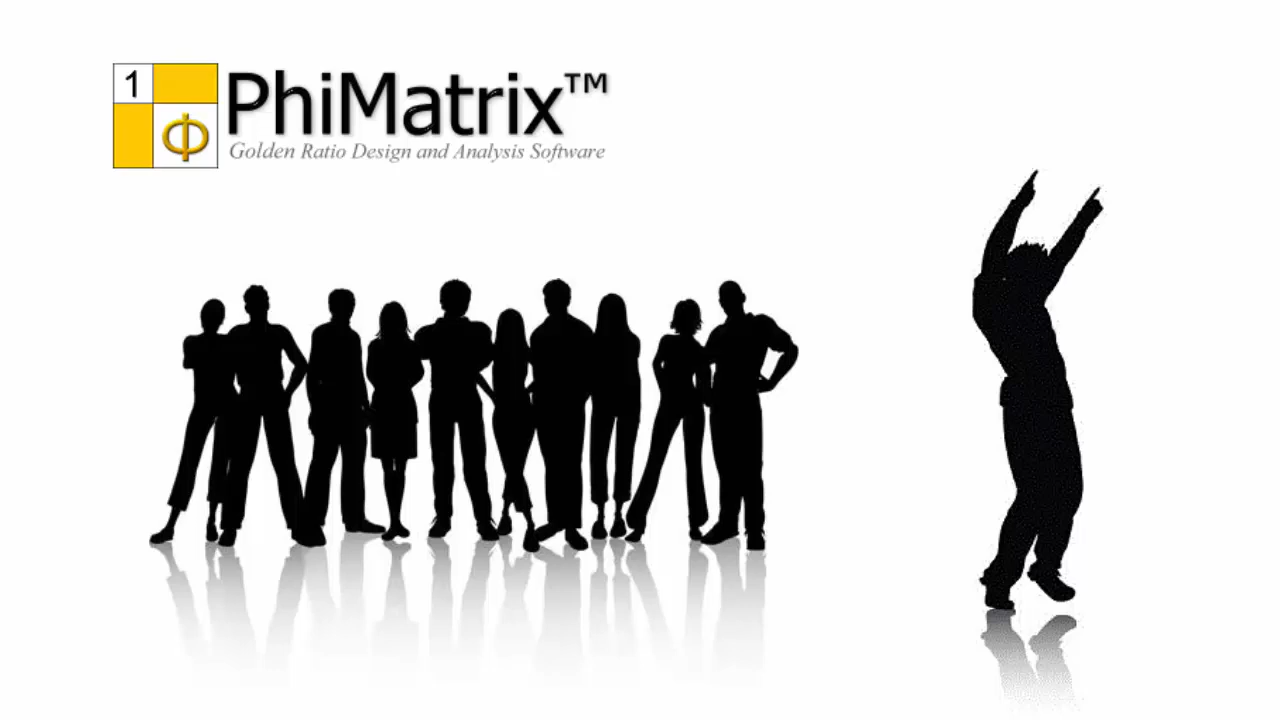 1
Φ
PhiMatrix™
Golden Ratio Design and Analysis Software